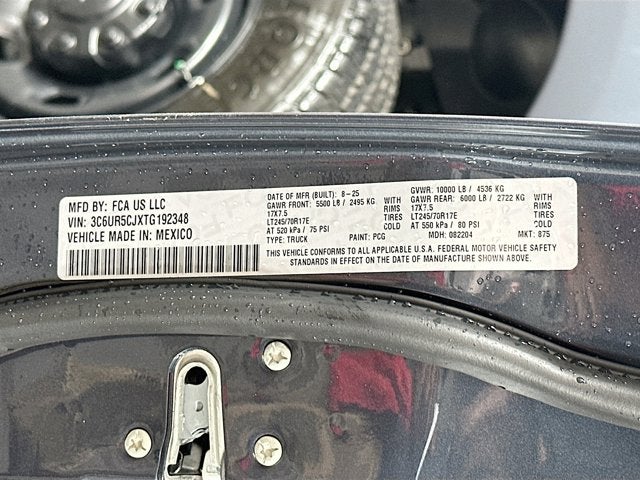 MFD BY: FCA US LLC
VIN: 3C6UR5CJXTG192348
VEHICLE MADE IN: MEXICO
DATE OF MFR (BUILT): 8-25
GAWR FRONT: 5500 LB / 2495 KG
17X7.5
WITH
RIMS
LT245/70R17E
TIRES
AT 520 kPa / 75 PSI
COLD
TYPE: TRUCK
PAINT: PCG
GVWR: 10000 LB / 4536 KG
GAWR REAR: 6000 LB / 2722 KG
WITH
RIMS
17X7.5
TIRES
LT245/70R17E
COLD
AT 550 kPa / 80 PSI
MDH: 082204
MKT: 875
THIS VEHICLE CONFORMS TO ALL APPLICABLE U.S.A. FEDERAL MOTOR VEHICLE SAFETY
STANDARDS IN EFFECT ON THE DATE OF MANUFACTURE SHOWN ABOVE.